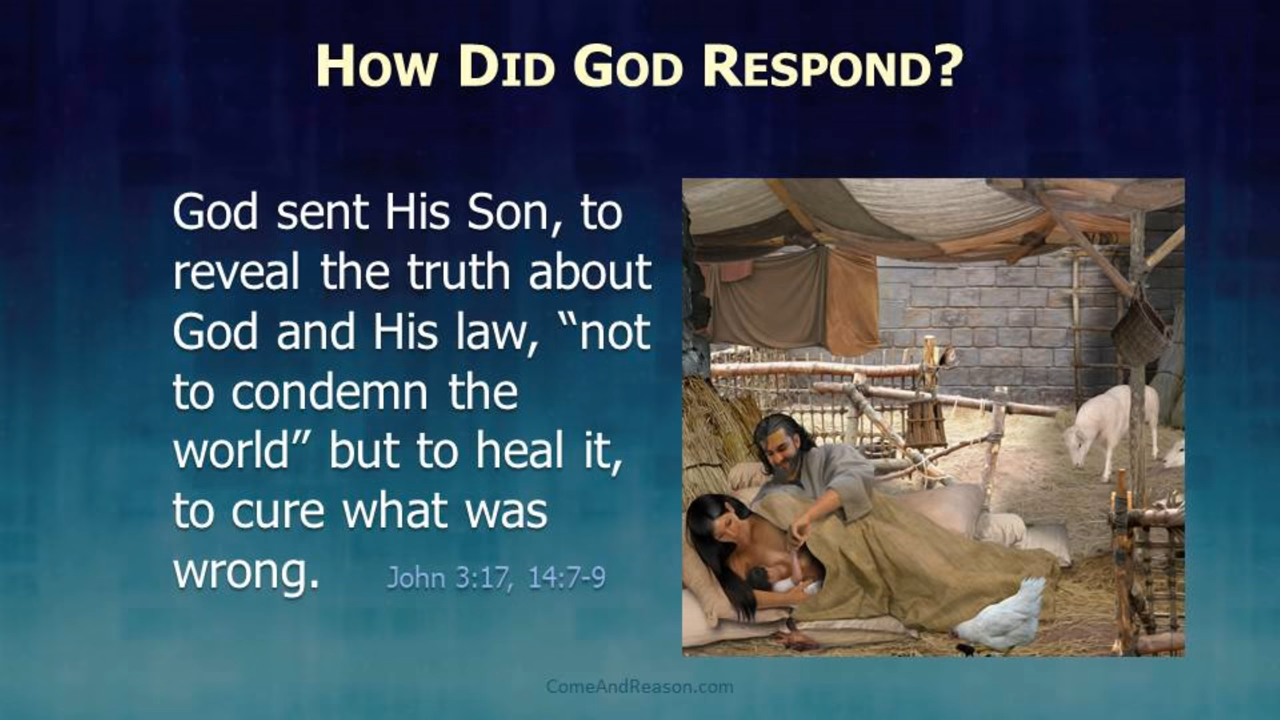 HOW DID GOD RESPOND?
God sent His Son, to
reveal the truth about
God and His law, “not
to condemn the
world” but to heal it,
to cure what was
wrong. John 3:17, 14:7-9
ComeAndReason.com